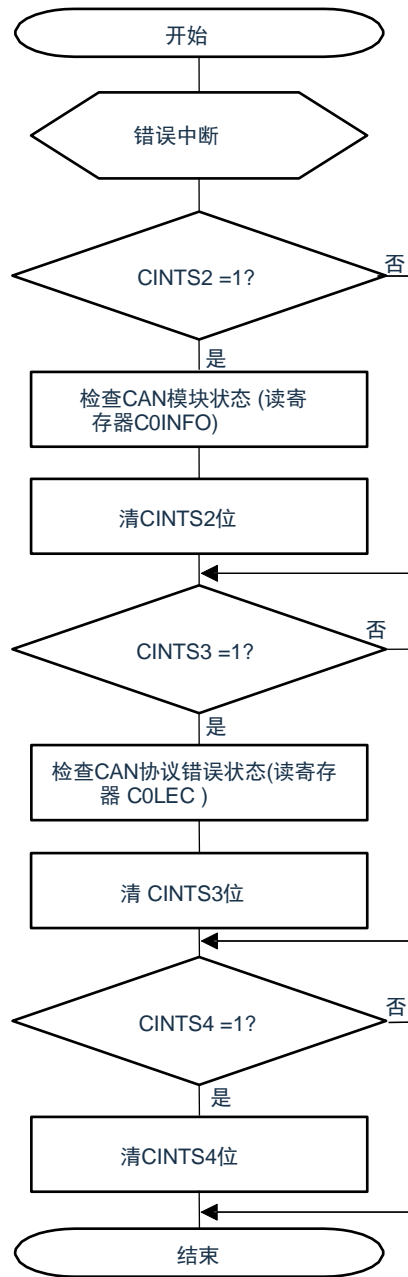 开始
错误中断
CINTS2 =1?
否
是
检查CAN模块状态 (读寄
存器C0INFO)
清CINTS2位
CINTS3 =1?
否
是
检查CAN协议错误状态(读寄存
器 C0LEC )
清 CINTS3位
CINTS4 =1?
否
是
清CINTS4位
结束